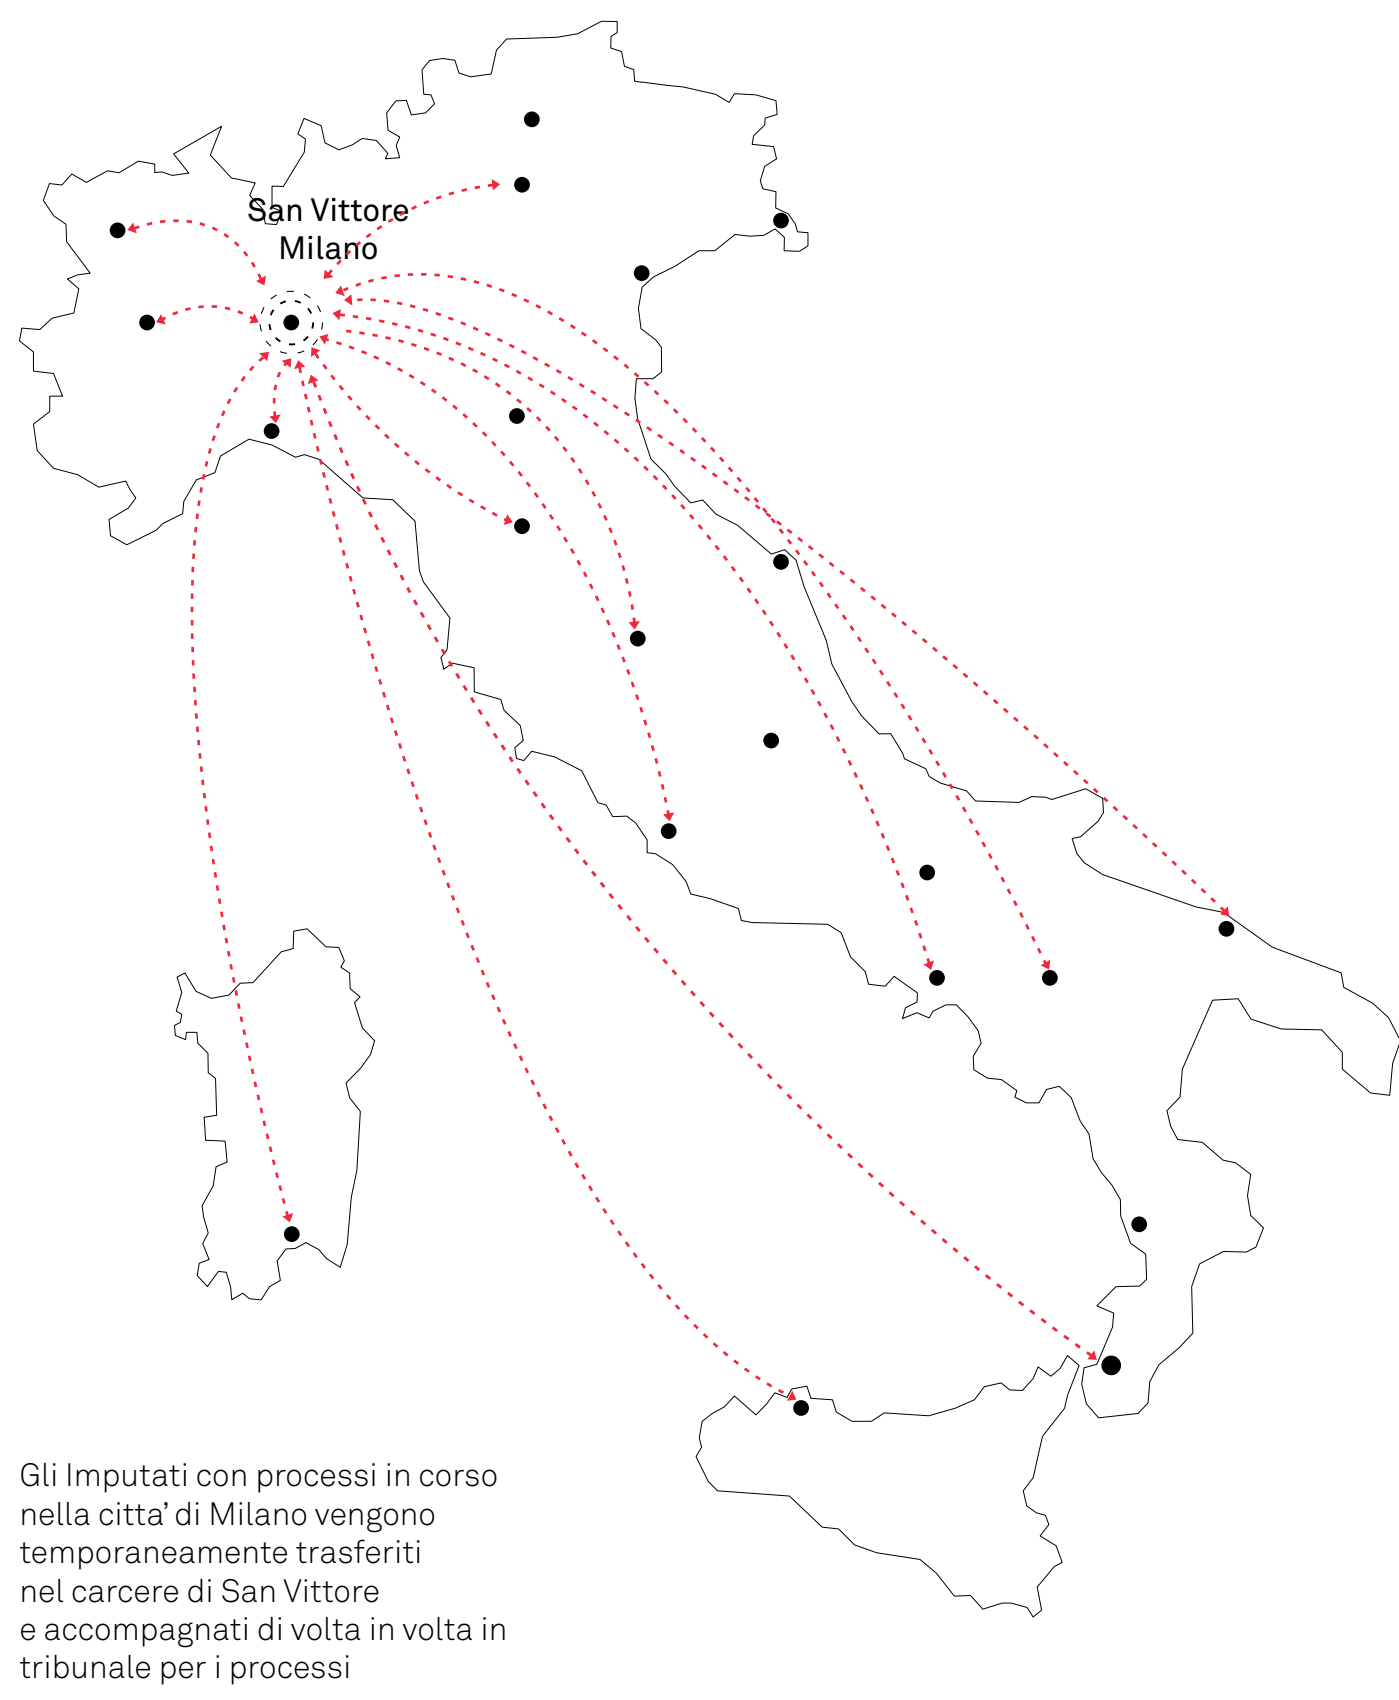 San Vittore
Milano
Gli Imputati con processi in corso
nella citta’ di Milano vengono
temporaneamente trasferiti
nel carcere di San Vittore
e accompagnati di volta in volta in
tribunale per i processi